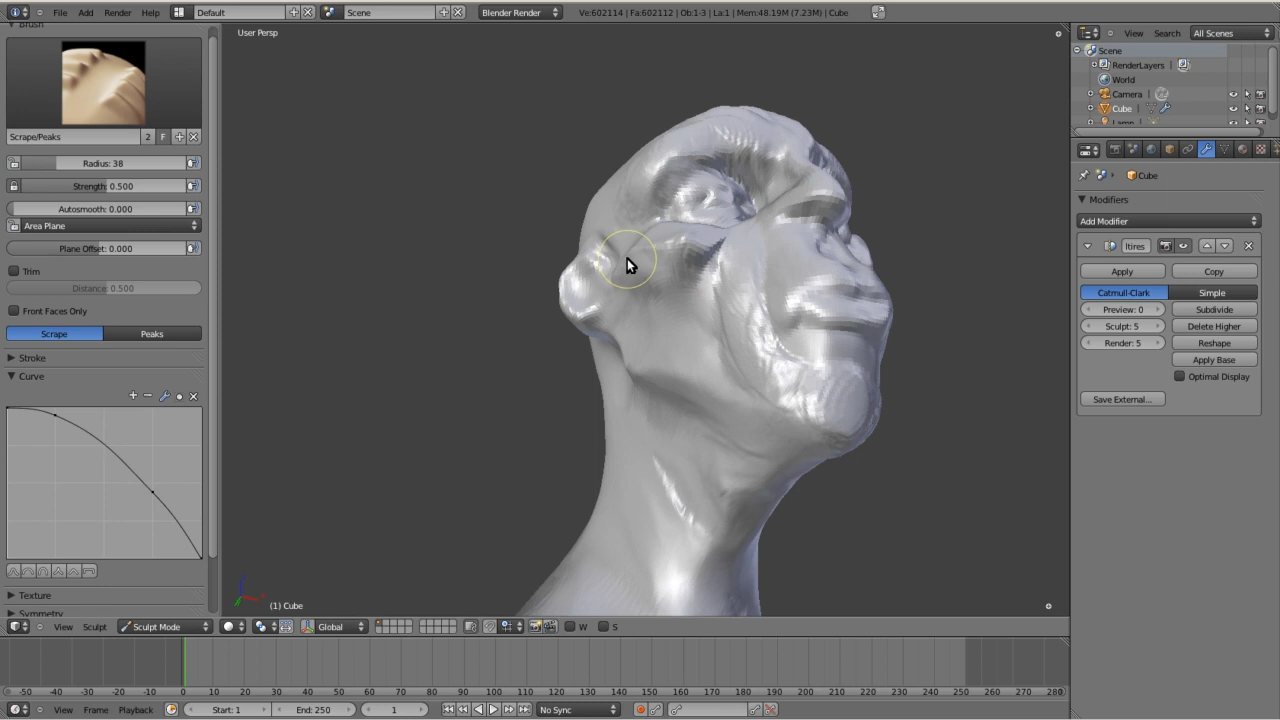 File Add Render Help Default Scene Blender Render Ve:602114 | Fa:602112 | Ob:1-3 | La:1 | Mem:48.19M (7.23M) | Cube
Brush
Scrape/Peaks 2 F
Radius: 38
Strength: 0.500
Autosmooth: 0.000
Area Plane
Plane Offset: 0.000
Trim
Distance: 0.500
Front Faces Only
Scrape Peaks
Stroke
Curve
Texture
Symmetry
User Persp
(1) Cube
View Sculpt Sculpt Mode Global W S
-50 -40 -30 -20 -10 0 10 20 30 40 50 60 70 80 90 100 110 120 130 140 150 160 170 180 190 200 210 220 230 240 250 260 270 280
View Frame Playback Start: 1 End: 250 1 No Sync
View Search All Scenes
Scene
RenderLayers |
World
Camera |
Cube |
Lamp |
Cube
Modifiers
Add Modifier
ltires
Apply Copy
Catmull-Clark Simple
Preview: 0 Subdivide
Sculpt: 5 Delete Higher
Render: 5 Reshape
Apply Base
Optimal Display
Save External...